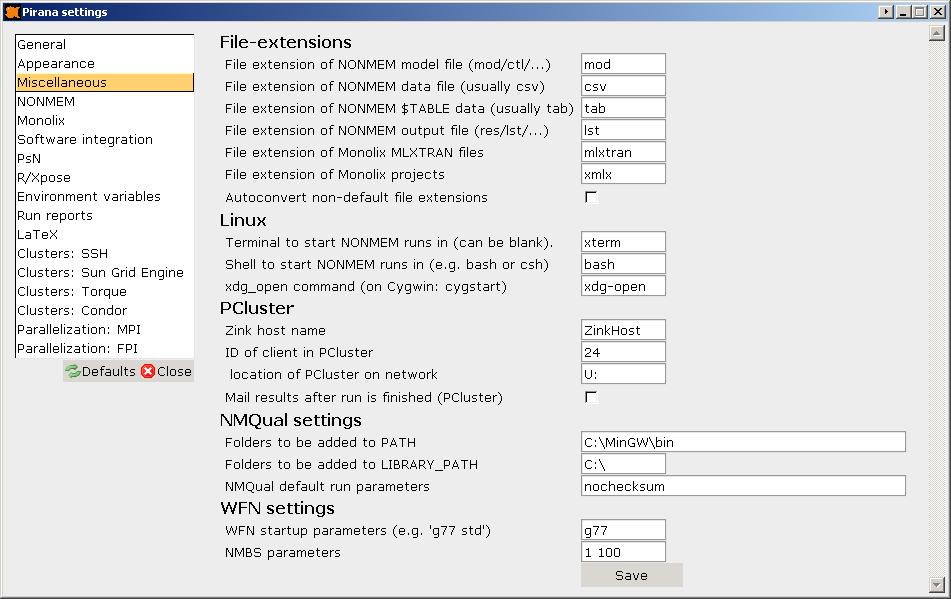 Pirana settings
General
Appearance
Miscellaneous
NONMEM
Monolix
Software integration
PsN
R/Xpose
Environment variables
Run reports
LaTeX
Clusters: SSH
Clusters: Sun Grid Engine
Clusters: Torque
Clusters: Condor
Parallelization: MPI
Parallelization: FPI
Defaults Close
File-extensions
File extension of NONMEM model file (mod/ctl/...) mod
File extension of NONMEM data file (usually csv) csv
File extension of NONMEM $TABLE data (usually tab) tab
File extension of NONMEM output file (res/lst/...) lst
File extension of Monolix MLXTRAN files mlxtran
File extension of Monolix projects xmlx
Autoconvert non-default file extensions
Linux
Terminal to start NONMEM runs in (can be blank). xterm
Shell to start NONMEM runs in (e.g. bash or csh) bash
xdg_open command (on Cygwin: cygstart) xdg-open
PCluster
Zink host name ZinkHost
ID of client in PCluster 24
location of PCluster on network U:
Mail results after run is finished (PCluster)
NMQual settings
Folders to be added to PATH C:\MinGW\bin
Folders to be added to LIBRARY_PATH C:\
NMQual default run parameters nochecksum
WFN settings
WFN startup parameters (e.g. 'g77 std') g77
NMBS parameters 1 100
Save